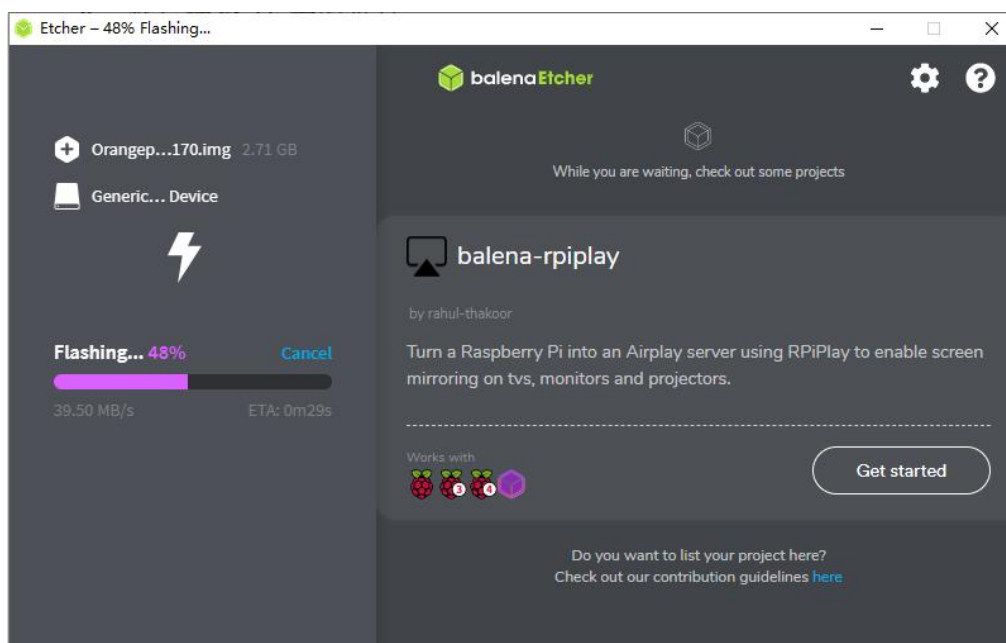 Etcher – 48% Flashing...
balenaEtcher
Orangep...170.img 2.71 GB
Generic... Device
Flashing... 48% Cancel
39.50 MB/s ETA: 0m29s
While you are waiting, check out some projects
balena-rpiplay
by rahul-thakoor
Turn a Raspberry Pi into an Airplay server using RPiPlay to enable screen
mirroring on tvs, monitors and projectors.
Works with
3 4
Get started
Do you want to list your project here?
Check out our contribution guidelines here